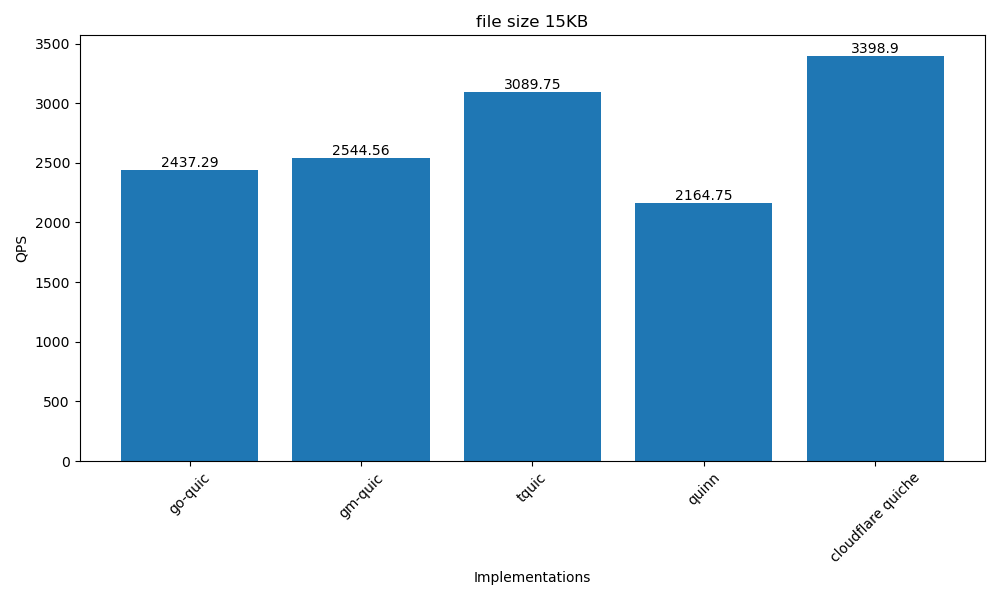 file size 15KB
3500
3000
2500
2000
1500
1000
500
0
QPS
2437.29
2544.56
3089.75
2164.75
3398.9
go-quic
gm-quic
tquic
quinn
cloudflare quiche
Implementations